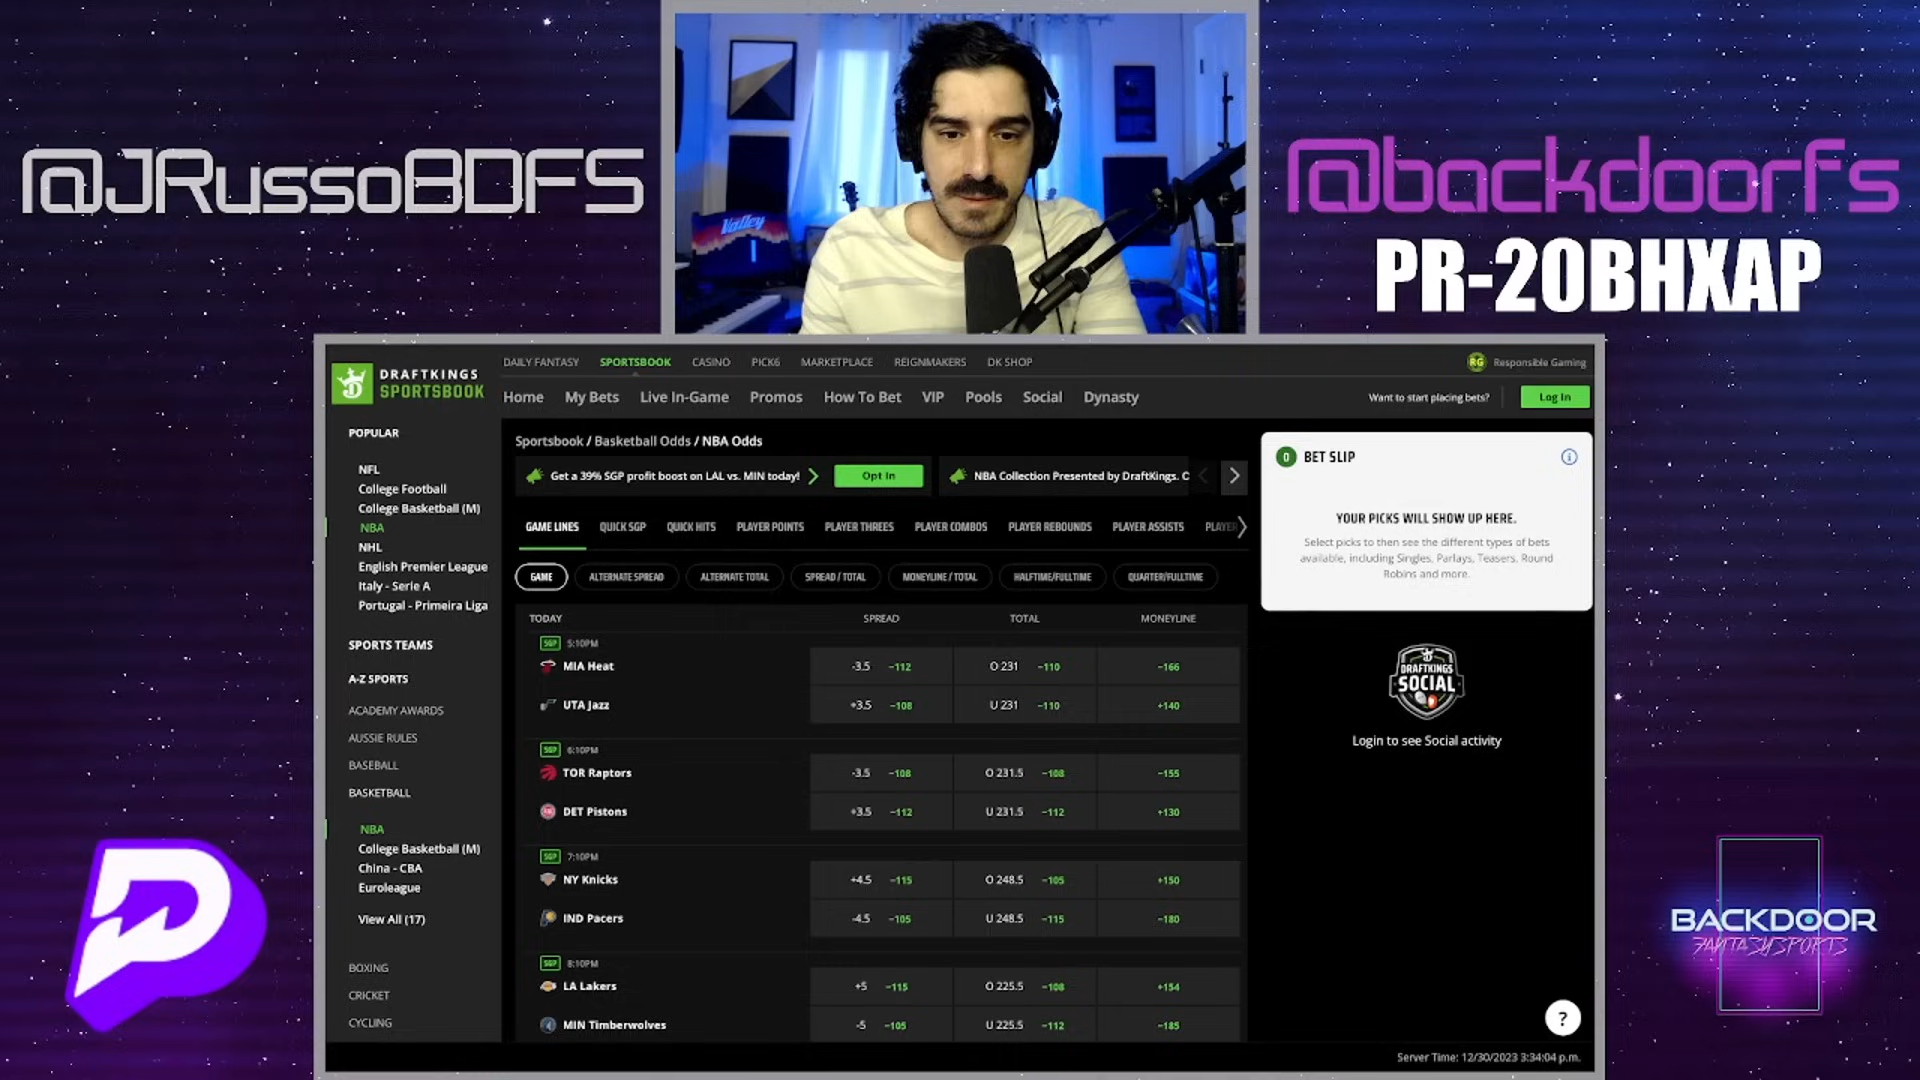 @JRussoBDFS
Valley
@backdoorfs
PR-20BHXAP
DRAFTKINGS
SPORTSBOOK
DAILY FANTASY SPORTSBOOK CASINO PICK6 MARKETPLACE REIGNMAKERS DK SHOP
RG Responsible Gaming
Home My Bets Live In-Game Promos How To Bet VIP Pools Social Dynasty
Want to start placing bets? Log In
POPULAR
NFL
College Football
College Basketball (M)
NBA
NHL
English Premier League
Italy - Serie A
Portugal - Primeira Liga
SPORTS TEAMS
A-Z SPORTS
ACADEMY AWARDS
AUSSIE RULES
BASEBALL
BASKETBALL
NBA
College Basketball (M)
China - CBA
Euroleague
View All (17)
BOXING
CRICKET
CYCLING
Sportsbook / Basketball Odds / NBA Odds
Get a 39% SGP profit boost on LAL vs. MIN today! Opt In
NBA Collection Presented by DraftKings. C
GAME LINES QUICK SGP QUICK HITS PLAYER POINTS PLAYER THREES PLAYER COMBOS PLAYER REBOUNDS PLAYER ASSISTS PLAYER
GAME ALTERNATE SPREAD ALTERNATE TOTAL SPREAD / TOTAL MONEYLINE / TOTAL HALFTIME/FULLTIME QUARTER/FULLTIME
TODAY SPREAD TOTAL MONEYLINE
SGP 5:10PM
MIA Heat -3.5 −112 O 231 −110 −166
UTA Jazz +3.5 −108 U 231 −110 +140
SGP 6:10PM
TOR Raptors -3.5 −108 O 231.5 −108 −155
DET Pistons +3.5 −112 U 231.5 −112 +130
SGP 7:10PM
NY Knicks +4.5 −115 O 248.5 −105 +150
IND Pacers -4.5 −105 U 248.5 −115 −180
SGP 8:10PM
LA Lakers +5 −115 O 225.5 −108 +154
MIN Timberwolves -5 −105 U 225.5 −112 −185
0 BET SLIP
YOUR PICKS WILL SHOW UP HERE.
Select picks to then see the different types of bets
available, including Singles, Parlays, Teasers, Round
Robins and more.
DRAFTKINGS
SOCIAL
Login to see Social activity
?
Server Time: 12/30/2023 3:34:04 p.m.
BACKDOOR
FANTASY SPORTS